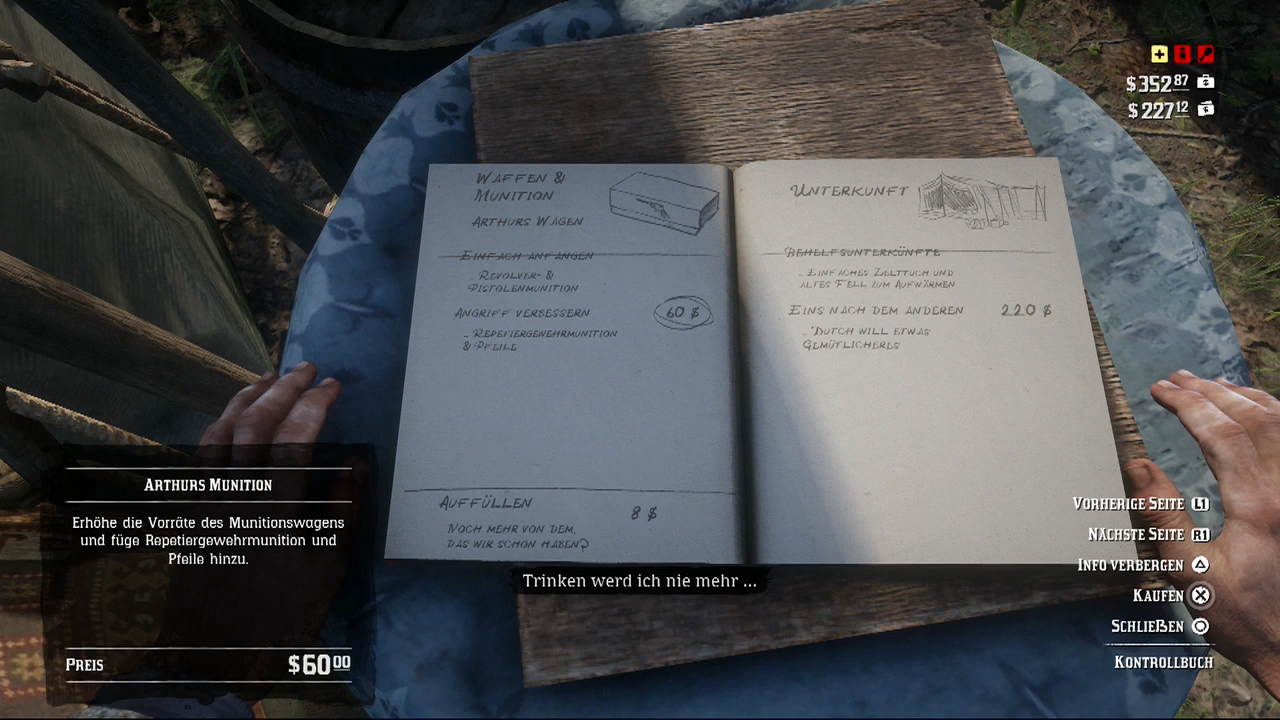 $352 87
$227 12
WAFFEN &
MUNITION
ARTHURS WAGEN
EINFACH ANFANGEN
- REVOLVER- &
PISTOLENMUNITION
ANGRIFF VERBESSERN 60 $
- REPETIERGEWEHRMUNITION
& PFEILE
AUFFÜLLEN 8 $
NOCH MEHR VON DEM,
DAS WIR SCHON HABEN?
UNTERKUNFT
BEHELFSUNTERKÜNFTE
- EINFACHES ZELTTUCH UND
ALTES FELL ZUM AUFWÄRMEN
EINS NACH DEM ANDEREN 220 $
- DUTCH WILL ETWAS
GEMÜTLICHERES
ARTHURS MUNITION
Erhöhe die Vorräte des Munitionswagens
und füge Repetiergewehrmunition und
Pfeile hinzu.
PREIS $60 00
Trinken werd ich nie mehr ...
VORHERIGE SEITE L1
NÄCHSTE SEITE R1
INFO VERBERGEN
KAUFEN
SCHLIEẞEN
KONTROLLBUCH